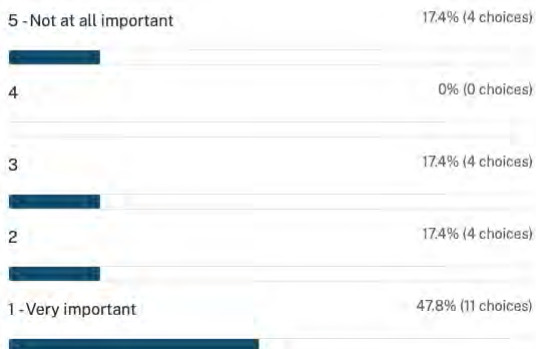 5 - Not at all important 17.4% (4 choices)
4 0% (0 choices)
3 17.4% (4 choices)
2 17.4% (4 choices)
1 - Very important 47.8% (11 choices)